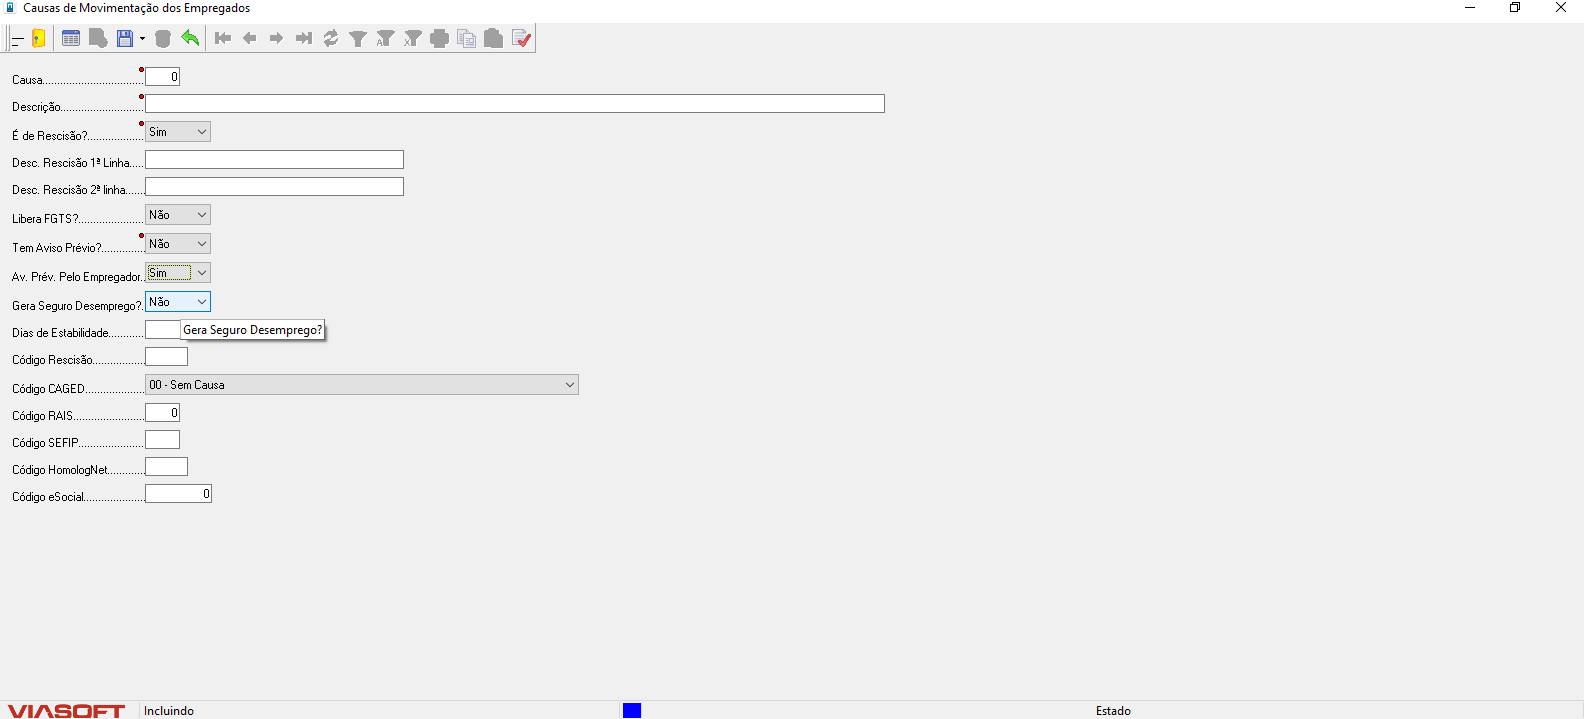 Causas de Movimentação dos Empregados
Causa.................................. 0
Descrição............................
É de Rescisão?................... Sim
Desc. Rescisão 1ª Linha.....
Desc. Rescisão 2ª linha.......
Libera FGTS?...................... Não
Tem Aviso Prévio?............... Não
Av. Prév. Pelo Empregador.. Sim
Gera Seguro Desemprego?. Não
Dias de Estabilidade............ Gera Seguro Desemprego?
Código Rescisão..................
Código CAGED.................... 00 - Sem Causa
Código RAIS........................ 0
Código SEFIP......................
Código HomologNet.............
Código eSocial..................... 0
VIASOFT Incluindo Estado